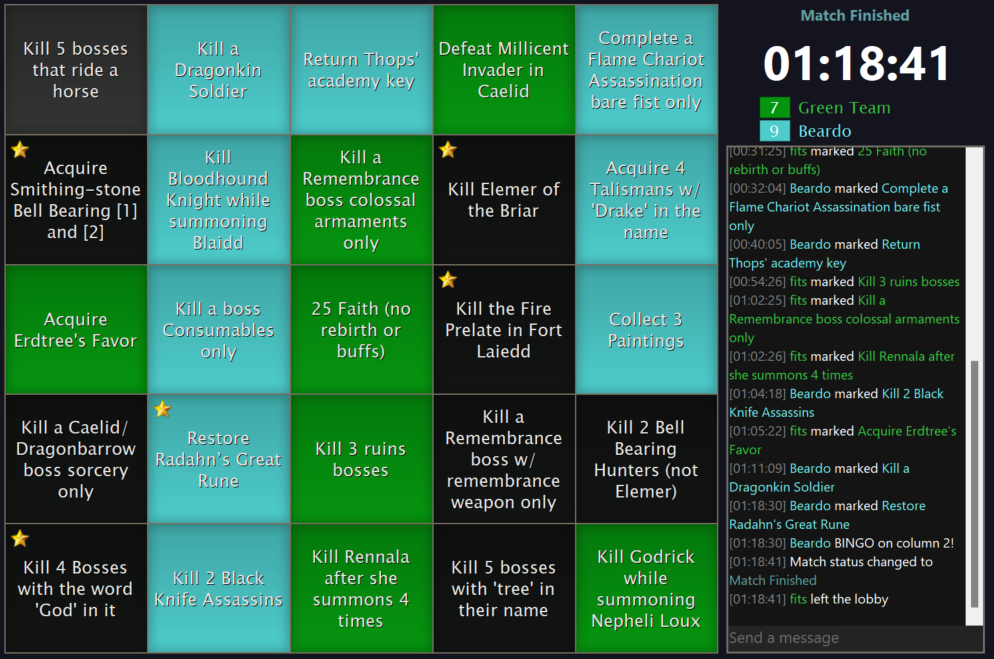 Kill 5 bosses
that ride a
horse
Kill a
Dragonkin
Soldier
Return Thops'
academy key
Defeat Millicent
Invader in
Caelid
Complete a
Flame Chariot
Assassination
bare fist only
Acquire
Smithing-stone
Bell Bearing [1]
and [2]
Kill
Bloodhound
Knight while
summoning
Blaidd
Kill a
Remembrance
boss colossal
armaments
only
Kill Elemer of
the Briar
Acquire 4
Talismans w/
'Drake' in the
name
Acquire
Erdtree's Favor
Kill a boss
Consumables
only
25 Faith (no
rebirth or
buffs)
Kill the Fire
Prelate in Fort
Laiedd
Collect 3
Paintings
Kill a Caelid/
Dragonbarrow
boss sorcery
only
Restore
Radahn's Great
Rune
Kill 3 ruins
bosses
Kill a
Remembrance
boss w/
remembrance
weapon only
Kill 2 Bell
Bearing
Hunters (not
Elemer)
Kill 4 Bosses
with the word
'God' in it
Kill 2 Black
Knife Assassins
Kill Rennala
after she
summons 4
times
Kill 5 bosses
with 'tree' in
their name
Kill Godrick
while
summoning
Nepheli Loux
Match Finished
01:18:41
7 Green Team
9 Beardo
[00:31:25] fits marked 25 Faith (no
rebirth or buffs)
[00:32:04] Beardo marked Complete a
Flame Chariot Assassination bare fist
only
[00:40:05] Beardo marked Return
Thops' academy key
[00:54:26] fits marked Kill 3 ruins bosses
[01:02:25] fits marked Kill a
Remembrance boss colossal armaments
only
[01:02:26] fits marked Kill Rennala after
she summons 4 times
[01:04:18] Beardo marked Kill 2 Black
Knife Assassins
[01:05:22] fits marked Acquire Erdtree's
Favor
[01:11:09] Beardo marked Kill a
Dragonkin Soldier
[01:18:30] Beardo marked Restore
Radahn's Great Rune
[01:18:30] Beardo BINGO on column 2!
[01:18:41] Match status changed to
Match Finished
[01:18:41] fits left the lobby
Send a message